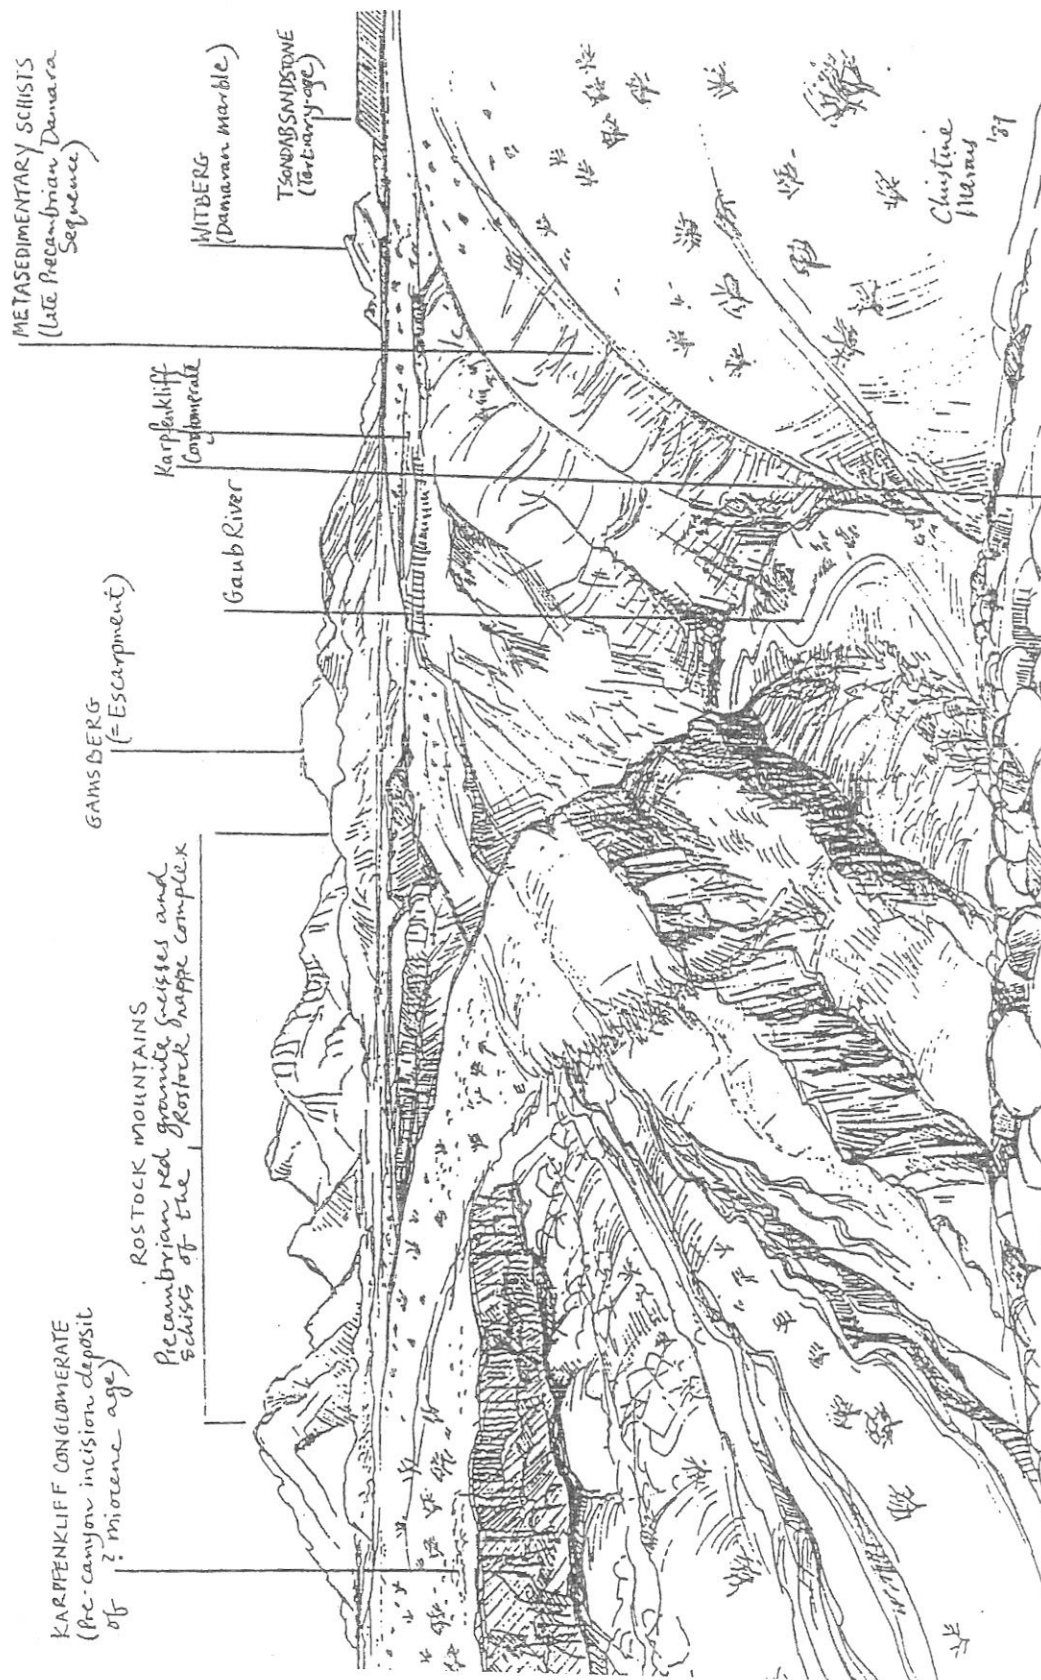 KARPFENKLIFF CONGLOMERATE
(Pre-canyon incision deposit
of ? Miocene age)
ROSTOCK MOUNTAINS
Precambrian red granite gneisses and
schists of the Rostock nappe complex
GAMSBERG
(= Escarpment)
Gaub River
Karpfenkliff
Conglomerate
METASEDIMENTARY SCHISTS
(late Precambrian Damara
Sequence)
WITBERG
(Damaran marble)
TSONDABSANDSTONE
(Tertiary-age)
Christine
Marais
'89